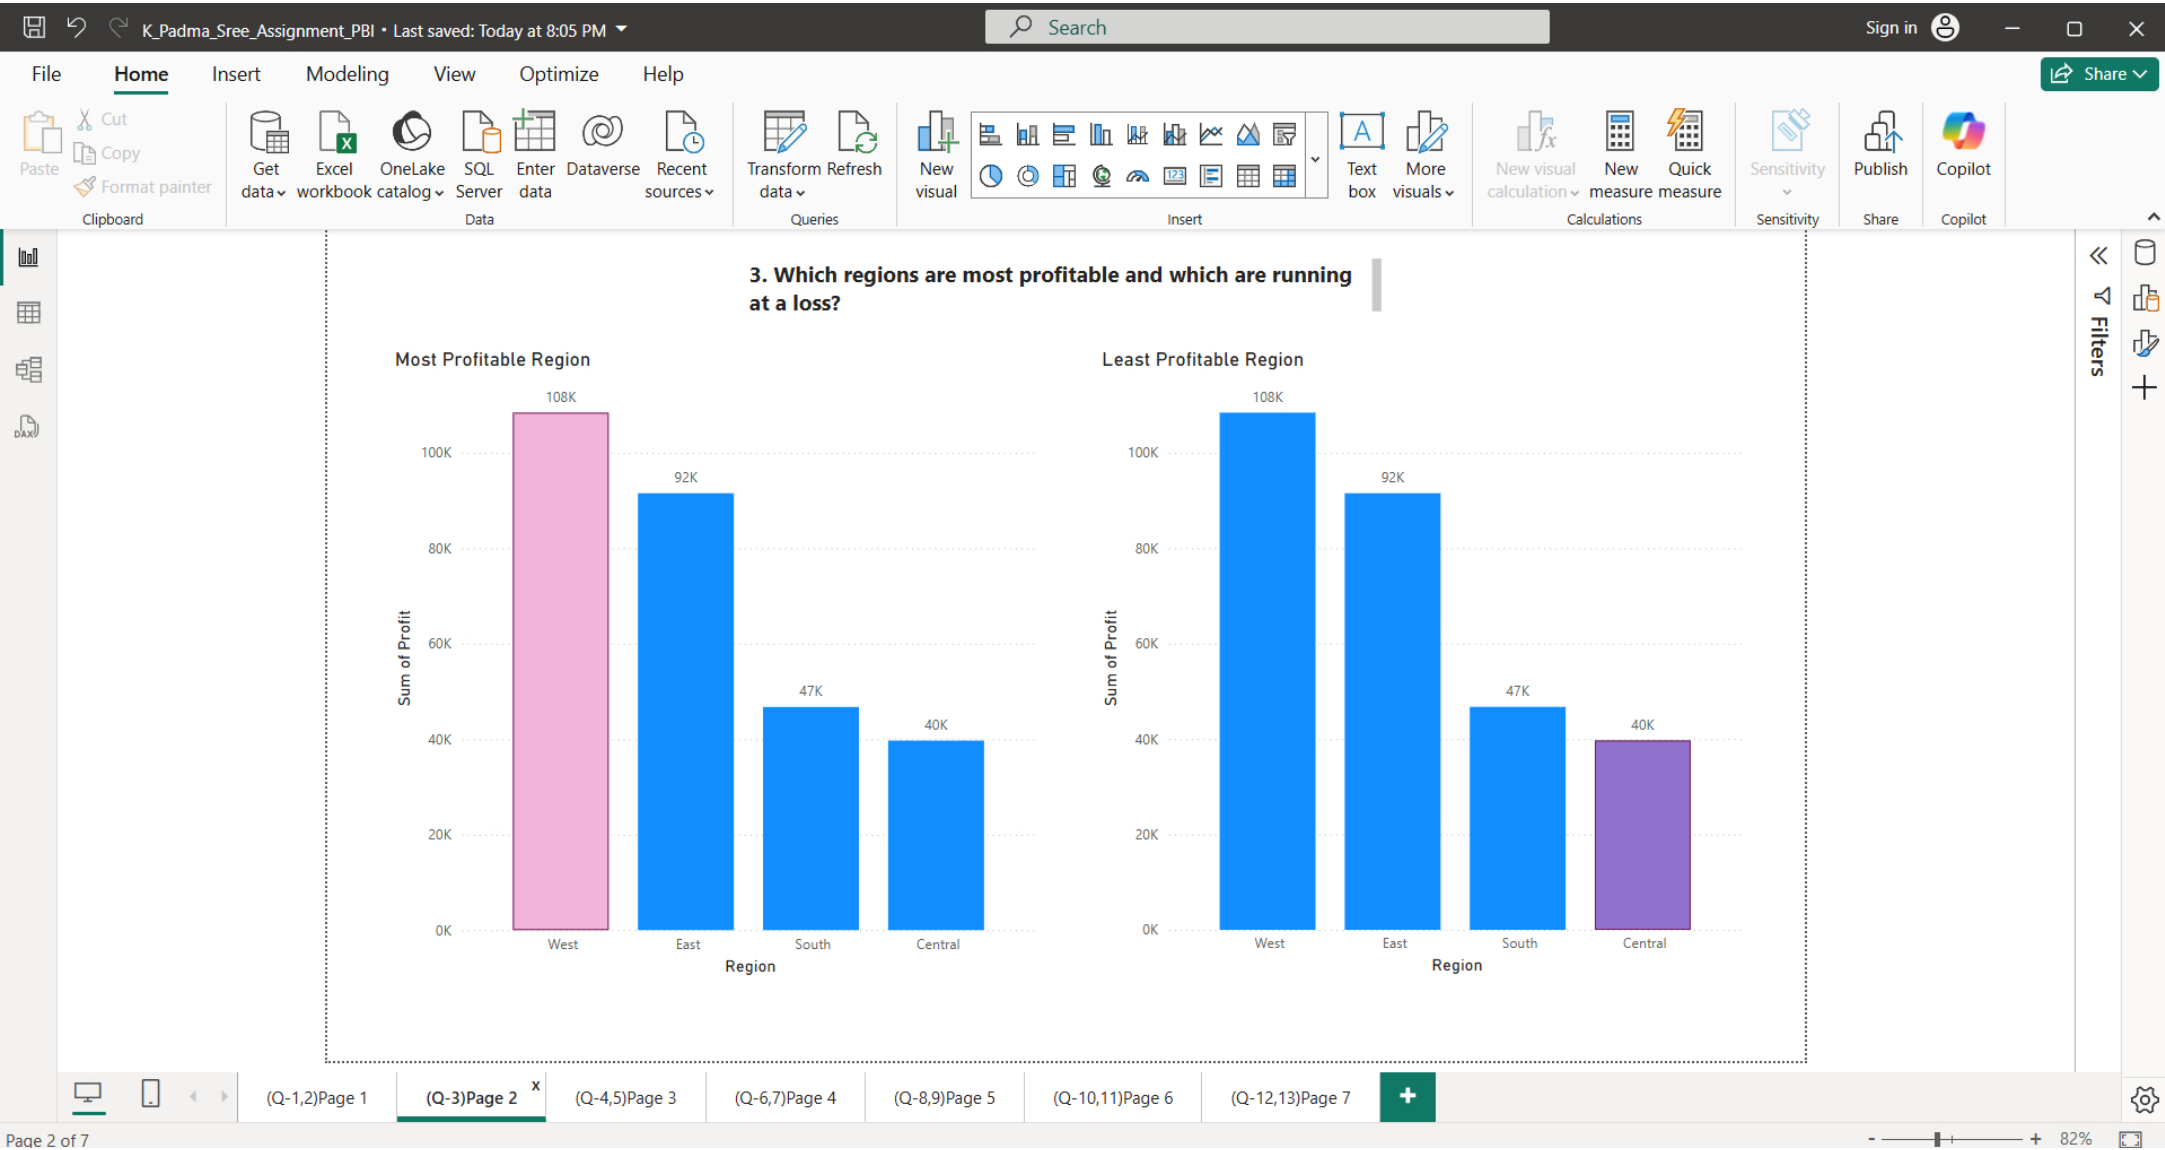 K_Padma_Sree_Assignment_PBI • Last saved: Today at 8:05 PM
Search
Sign in
File Home Insert Modeling View Optimize Help
Share
Paste
Cut
Copy
Format painter
Clipboard
Get data
Excel workbook
OneLake catalog
SQL Server
Enter data
Dataverse
Recent sources
Data
Transform data
Refresh
Queries
New visual
123
A
Text box
More visuals
Insert
New visual calculation
fx
New measure
Quick measure
Calculations
Sensitivity
Sensitivity
Publish
Share
Copilot
Copilot
DAX
3. Which regions are most profitable and which are running
at a loss?
Most Profitable Region
108K
92K
47K
40K
100K
80K
60K
40K
20K
0K
Sum of Profit
West East South Central
Region
Least Profitable Region
108K
92K
47K
40K
100K
80K
60K
40K
20K
0K
Sum of Profit
West East South Central
Region
Filters
(Q-1,2)Page 1
(Q-3)Page 2 x
(Q-4,5)Page 3
(Q-6,7)Page 4
(Q-8,9)Page 5
(Q-10,11)Page 6
(Q-12,13)Page 7
+
Page 2 of 7
- + 82%